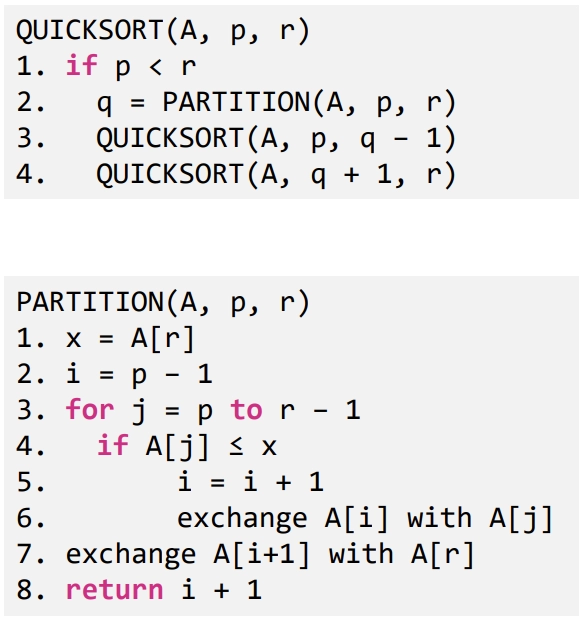 QUICKSORT(A, p, r)
1. if p < r
2.   q = PARTITION(A, p, r)
3.   QUICKSORT(A, p, q – 1)
4.   QUICKSORT(A, q + 1, r)
PARTITION(A, p, r)
1. x = A[r]
2. i = p – 1
3. for j = p to r – 1
4.   if A[j] ≤ x
5.        i = i + 1
6.        exchange A[i] with A[j]
7. exchange A[i+1] with A[r]
8. return i + 1